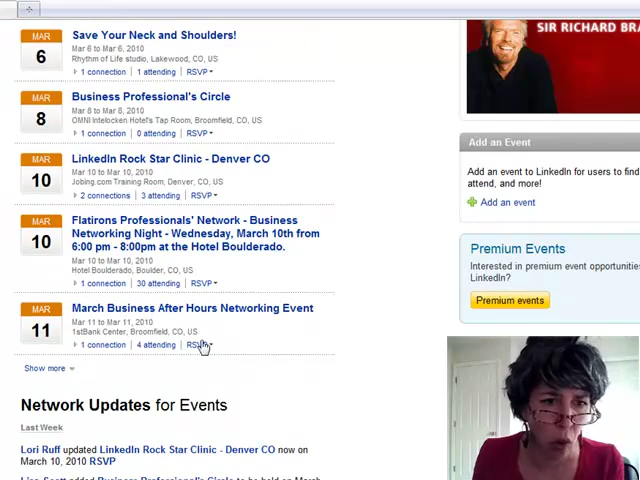 SIR RICHARD BRA
MAR
6
Save Your Neck and Shoulders!
Mar 6 to Mar 6, 2010
Rhythm of Life studio, Lakewood, CO, US
1 connection | 1 attending | RSVP
MAR
8
Business Professional's Circle
Mar 8 to Mar 8, 2010
OMNI Intelocken Hotel's Tap Room, Broomfield, CO, US
1 connection | 0 attending | RSVP
MAR
10
LinkedIn Rock Star Clinic - Denver CO
Mar 10 to Mar 10, 2010
Jobing.com Training Room, Denver, CO, US
2 connections | 3 attending | RSVP
MAR
10
Flatirons Professionals' Network - Business
Networking Night - Wednesday, March 10th from
6:00 pm - 8:00pm at the Hotel Boulderado.
Mar 10 to Mar 10, 2010
Hotel Boulderado, Boulder, CO, US
1 connection | 30 attending | RSVP
MAR
11
March Business After Hours Networking Event
Mar 11 to Mar 11, 2010
1stBank Center, Broomfield, CO, US
1 connection | 4 attending | RSVP
Show more
Network Updates for Events
Last Week
Lori Ruff updated LinkedIn Rock Star Clinic - Denver CO now on
March 10, 2010 RSVP
Add an Event
Add an event to LinkedIn for users to find
attend, and more!
Add an event
Premium Events
Interested in premium event opportunities
LinkedIn?
Premium events